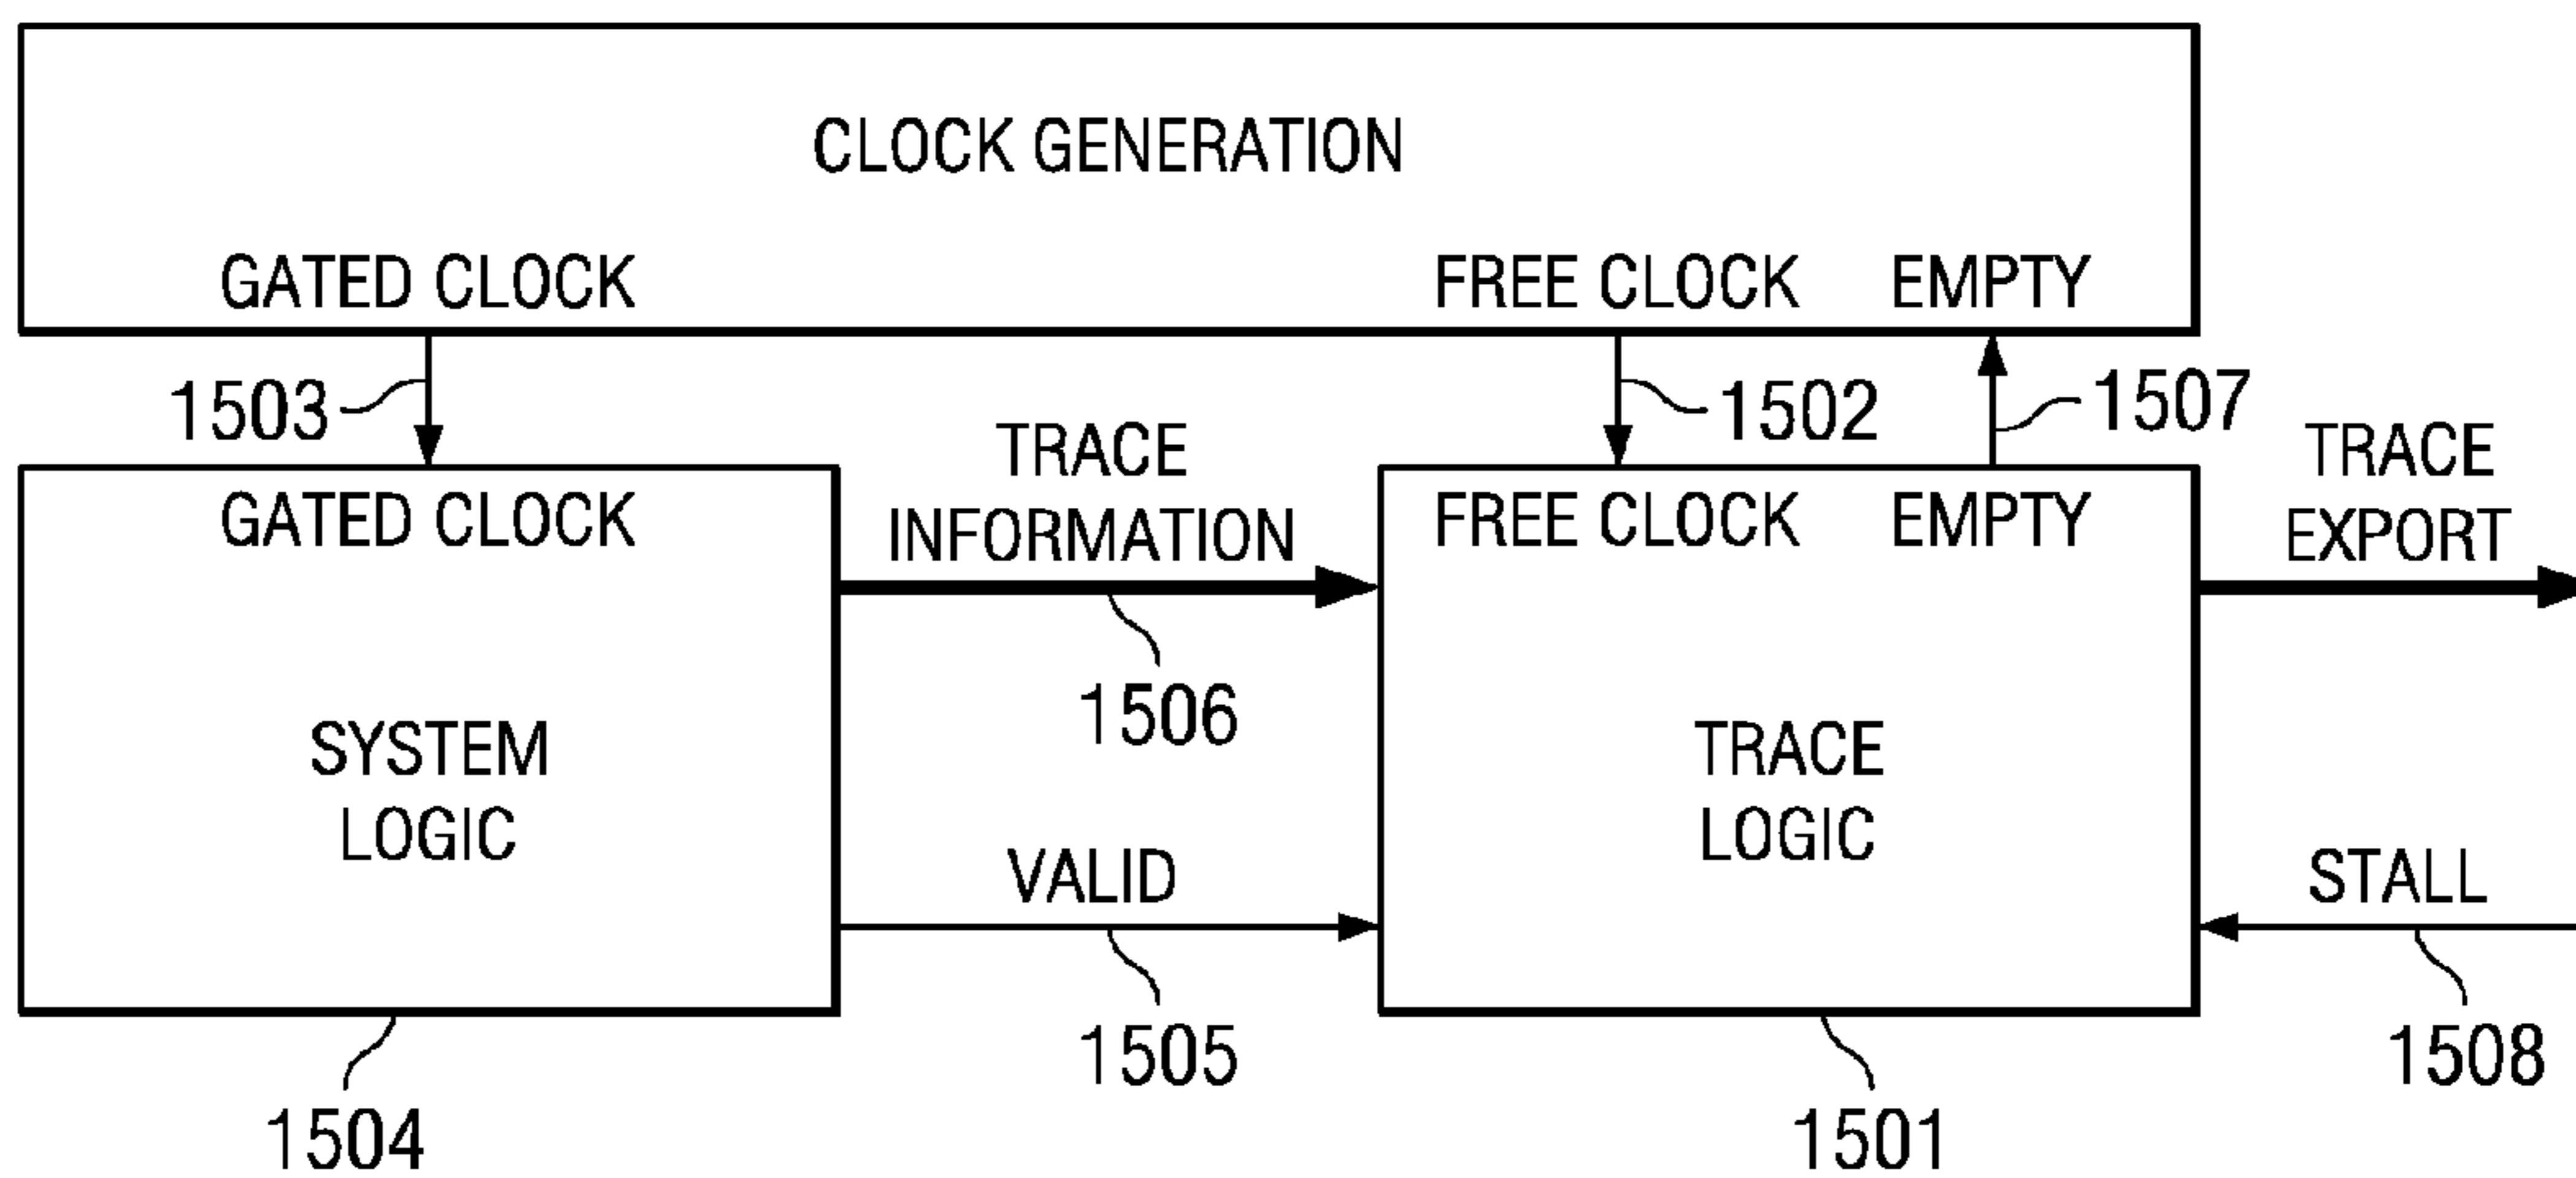 CLOCK GENERATION
GATED CLOCK
FREE CLOCK
EMPTY
1503
1502
1507
TRACE
INFORMATION
TRACE
EXPORT
GATED CLOCK
FREE CLOCK
EMPTY
1506
SYSTEM
LOGIC
TRACE
LOGIC
VALID
STALL
1505
1508
1504
1501